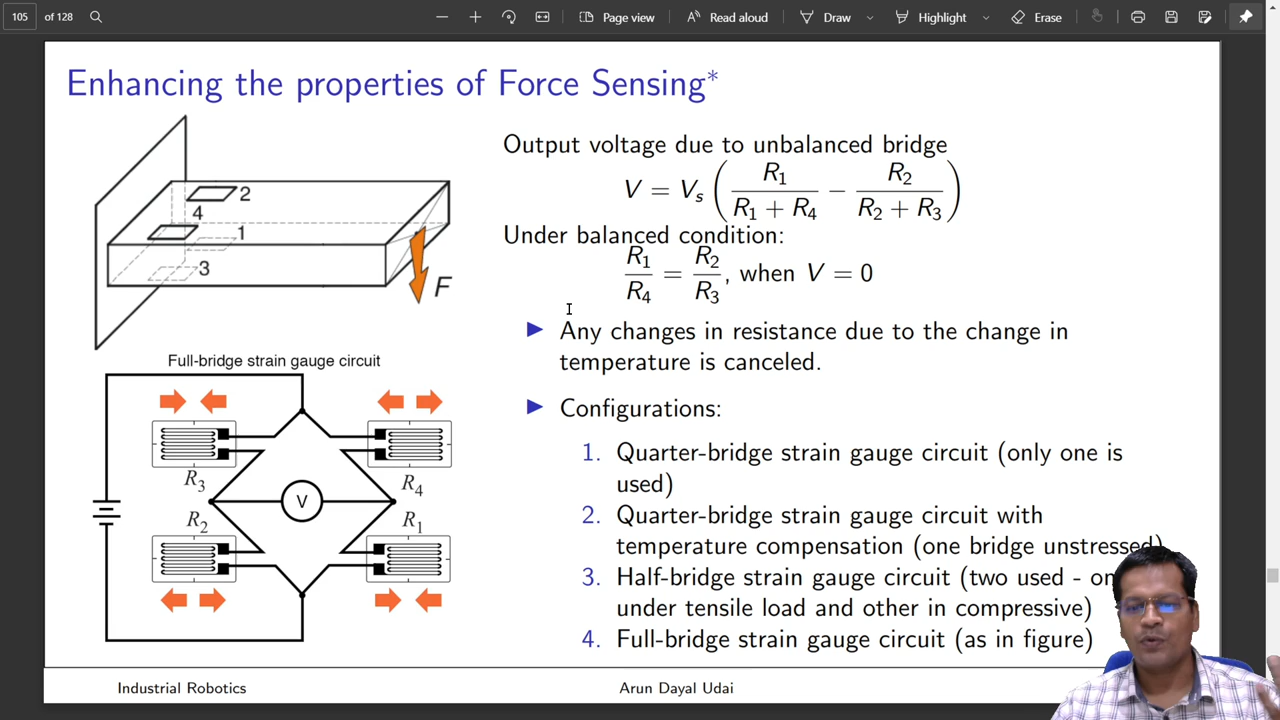 105 of 128 Page view Read aloud Draw Highlight Erase
Enhancing the properties of Force Sensing*
2
4
1
3
F
Full-bridge strain gauge circuit
R3
R4
V
R2
R1
Output voltage due to unbalanced bridge
V = Vs ( R1 / (R1 + R4) − R2 / (R2 + R3) )
Under balanced condition:
R1 / R4 = R2 / R3, when V = 0
▶ Any changes in resistance due to the change in
temperature is canceled.
▶ Configurations:
1. Quarter-bridge strain gauge circuit (only one is
used)
2. Quarter-bridge strain gauge circuit with
temperature compensation (one bridge unstressed)
3. Half-bridge strain gauge circuit (two used -
under tensile load and other in compressive)
4. Full-bridge strain gauge circuit (as in figure)
Industrial Robotics
Arun Dayal Udai